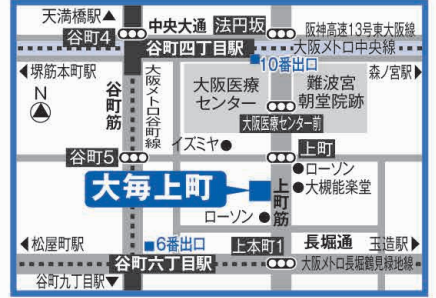 天満橋駅▲
中央大通
法円坂
阪神高速13号東大阪線
谷町4
谷町四丁目駅
大阪メトロ中央線
■10番出口
◀堺筋本町駅
森ノ宮駅▶
N
谷町筋
大阪メトロ谷町線
大阪医療
センター
難波宮
朝堂院跡
大阪医療センター前
イズミヤ●
谷町5
上町
●ローソン
●大槻能楽堂
大毎上町
上町筋
ローソン●
◀松屋町駅
■6番出口
上本町1
長堀通
玉造駅▶
谷町六丁目駅
大阪メトロ長堀鶴見緑地線
谷町九丁目駅▼